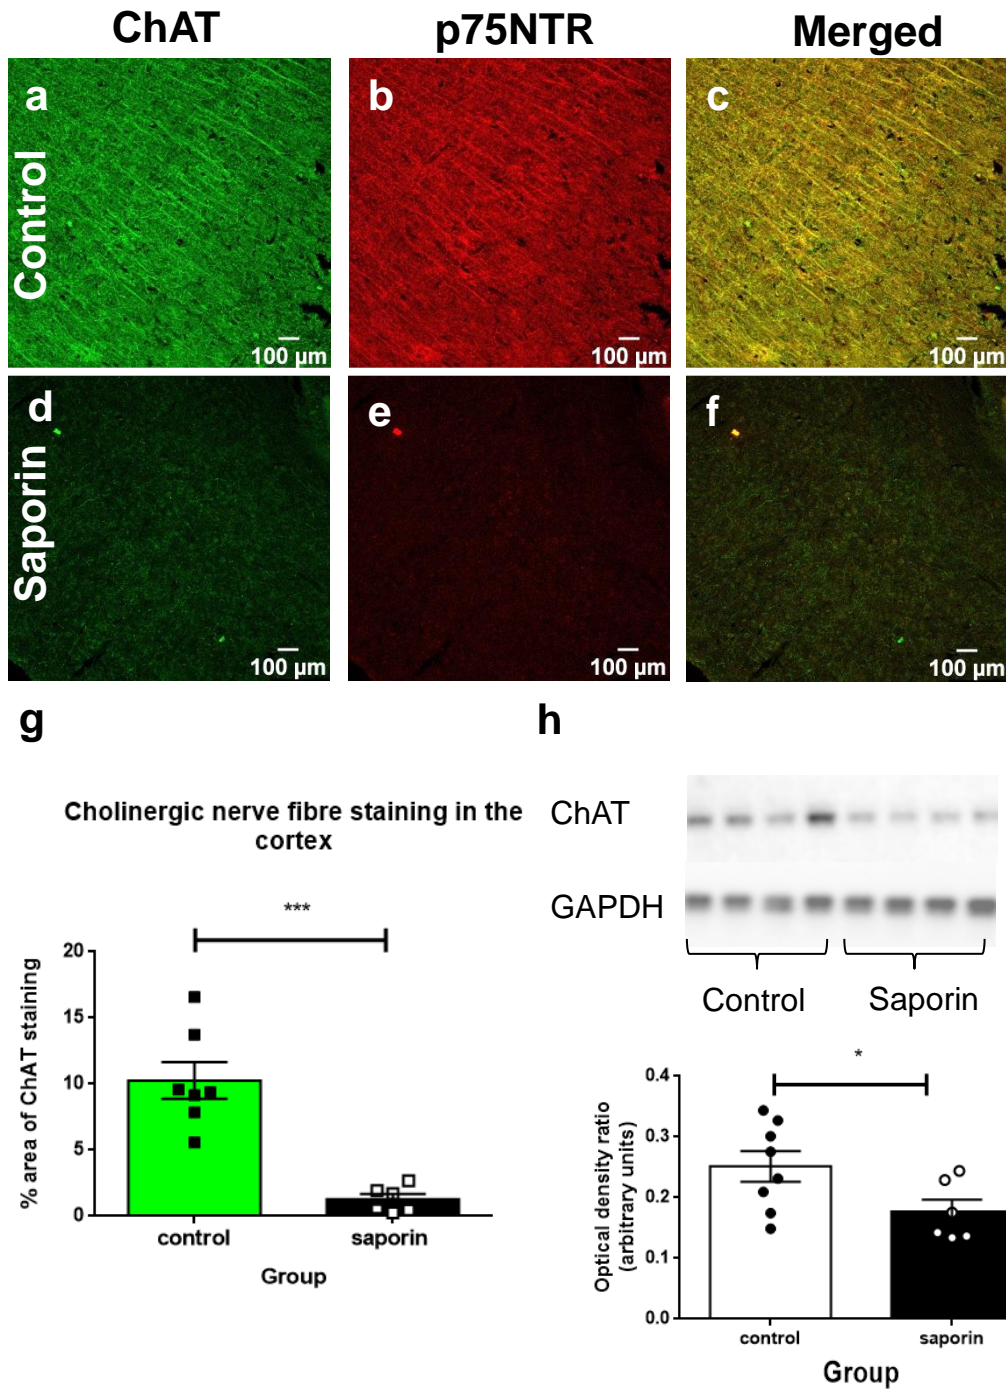 ChAT p75NTR Merged
Control
a b c
100 µm 100 µm 100 µm
Saporin
d e f
100 µm 100 µm 100 µm
g
Cholinergic nerve fibre staining in the
cortex
***
% area of ChAT staining
20
15
10
5
0
control saporin
Group
h
ChAT
GAPDH
Control Saporin
*
Optical density ratio
(arbitrary units)
0.4
0.3
0.2
0.1
0.0
control saporin
Group